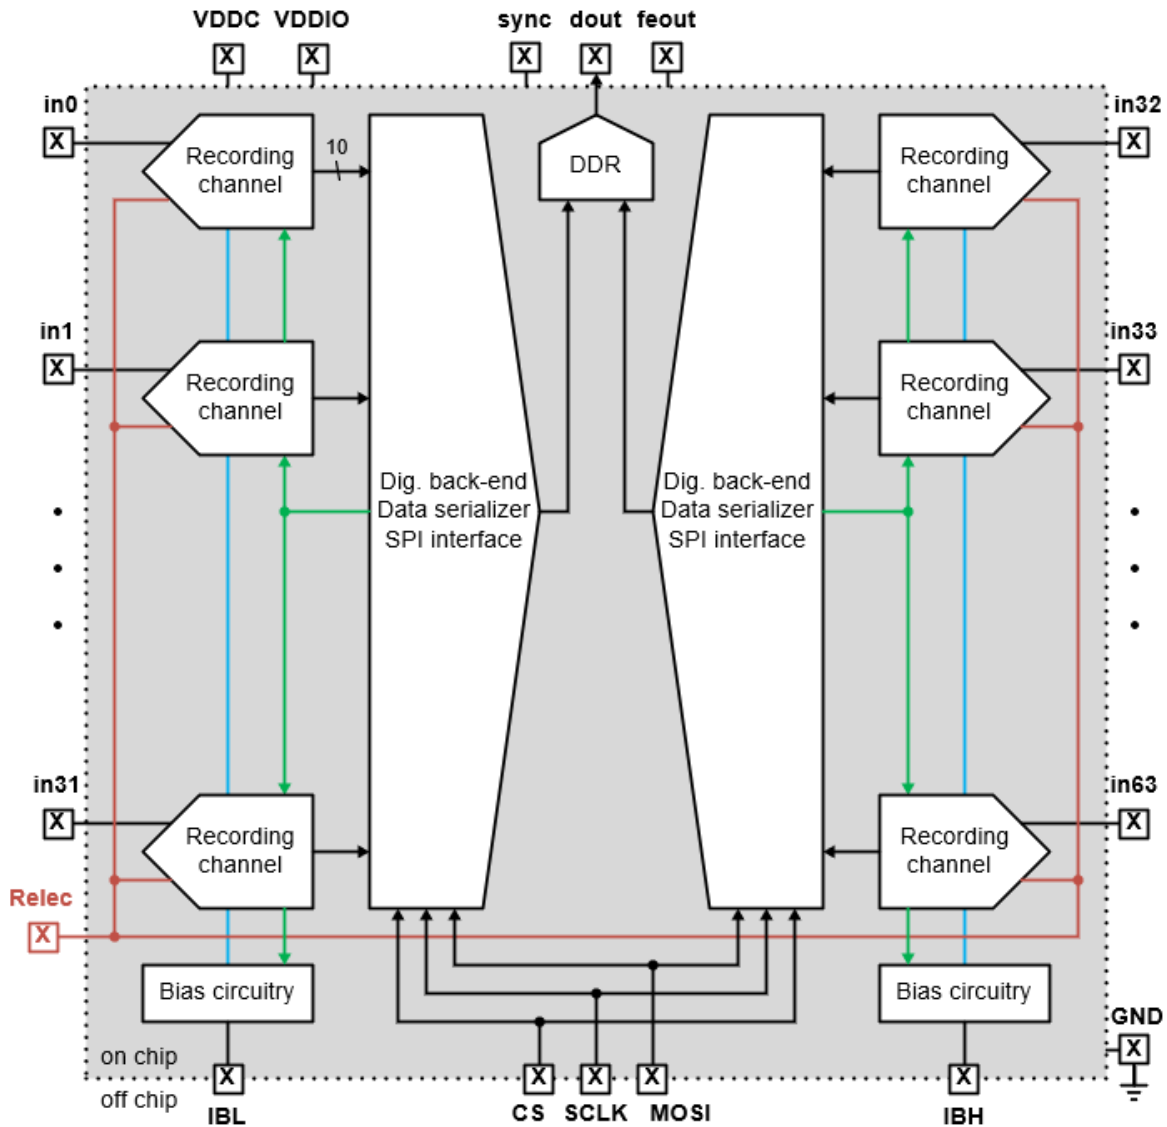 VDDC
VDDIO
sync
dout
feout
X
X
X
X
X
in0
in32
X
X
Recording
channel
10
DDR
Recording
channel
in1
in33
X
X
Recording
channel
Recording
channel
Dig. back-end
Data serializer
SPI interface
Dig. back-end
Data serializer
SPI interface
in31
in63
X
X
Recording
channel
Recording
channel
Relec
X
Bias circuitry
Bias circuitry
GND
X
on chip
off chip
X
X
X
X
X
IBL
CS
SCLK
MOSI
IBH